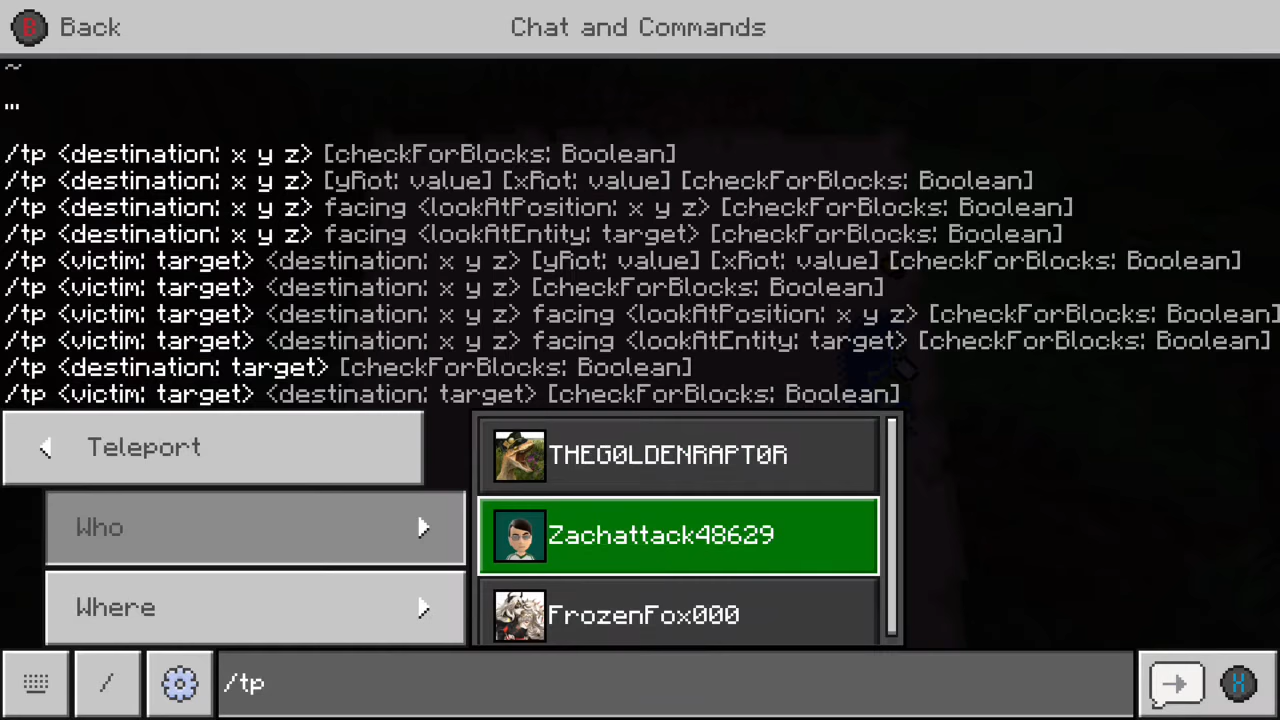 B Back
Chat and Commands
~
...
/tp <destination: x y z> [checkForBlocks: Boolean]
/tp <destination: x y z> [yRot: value] [xRot: value] [checkForBlocks: Boolean]
/tp <destination: x y z> facing <lookAtPosition: x y z> [checkForBlocks: Boolean]
/tp <destination: x y z> facing <lookAtEntity: target> [checkForBlocks: Boolean]
/tp <victim: target> <destination: x y z> [yRot: value] [xRot: value] [checkForBlocks: Boolean]
/tp <victim: target> <destination: x y z> [checkForBlocks: Boolean]
/tp <victim: target> <destination: x y z> facing <lookAtPosition: x y z> [checkForBlocks: Boolean]
/tp <victim: target> <destination: x y z> facing <lookAtEntity: target> [checkForBlocks: Boolean]
/tp <destination: target> [checkForBlocks: Boolean]
/tp <victim: target> <destination: target> [checkForBlocks: Boolean]
Teleport
Who
Where
THEG0LDENRAPT0R
Zachattack48629
FrozenFox000
/
/tp
X